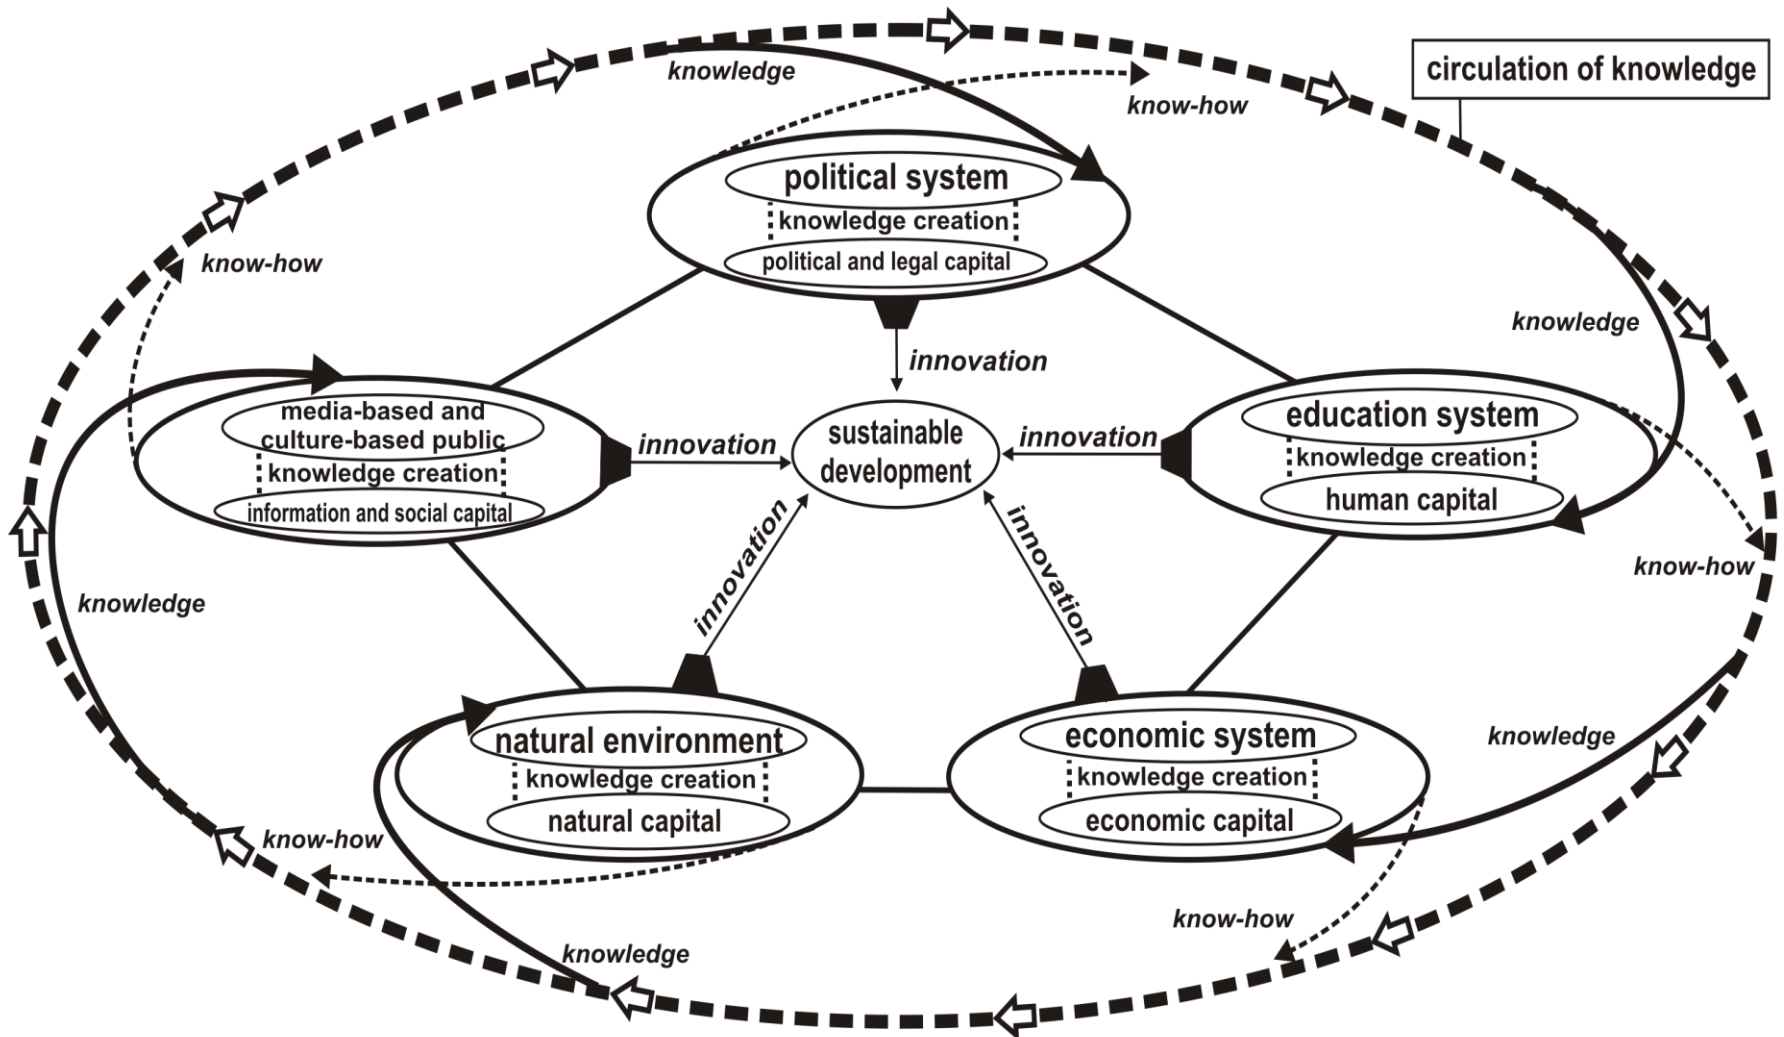 circulation of knowledge
knowledge
know-how
political system
knowledge creation
political and legal capital
know-how
knowledge
innovation
media-based and
culture-based public
knowledge creation
information and social capital
innovation
sustainable
development
innovation
education system
knowledge creation
human capital
know-how
knowledge
innovation
innovation
natural environment
knowledge creation
natural capital
economic system
knowledge creation
economic capital
knowledge
know-how
know-how
knowledge